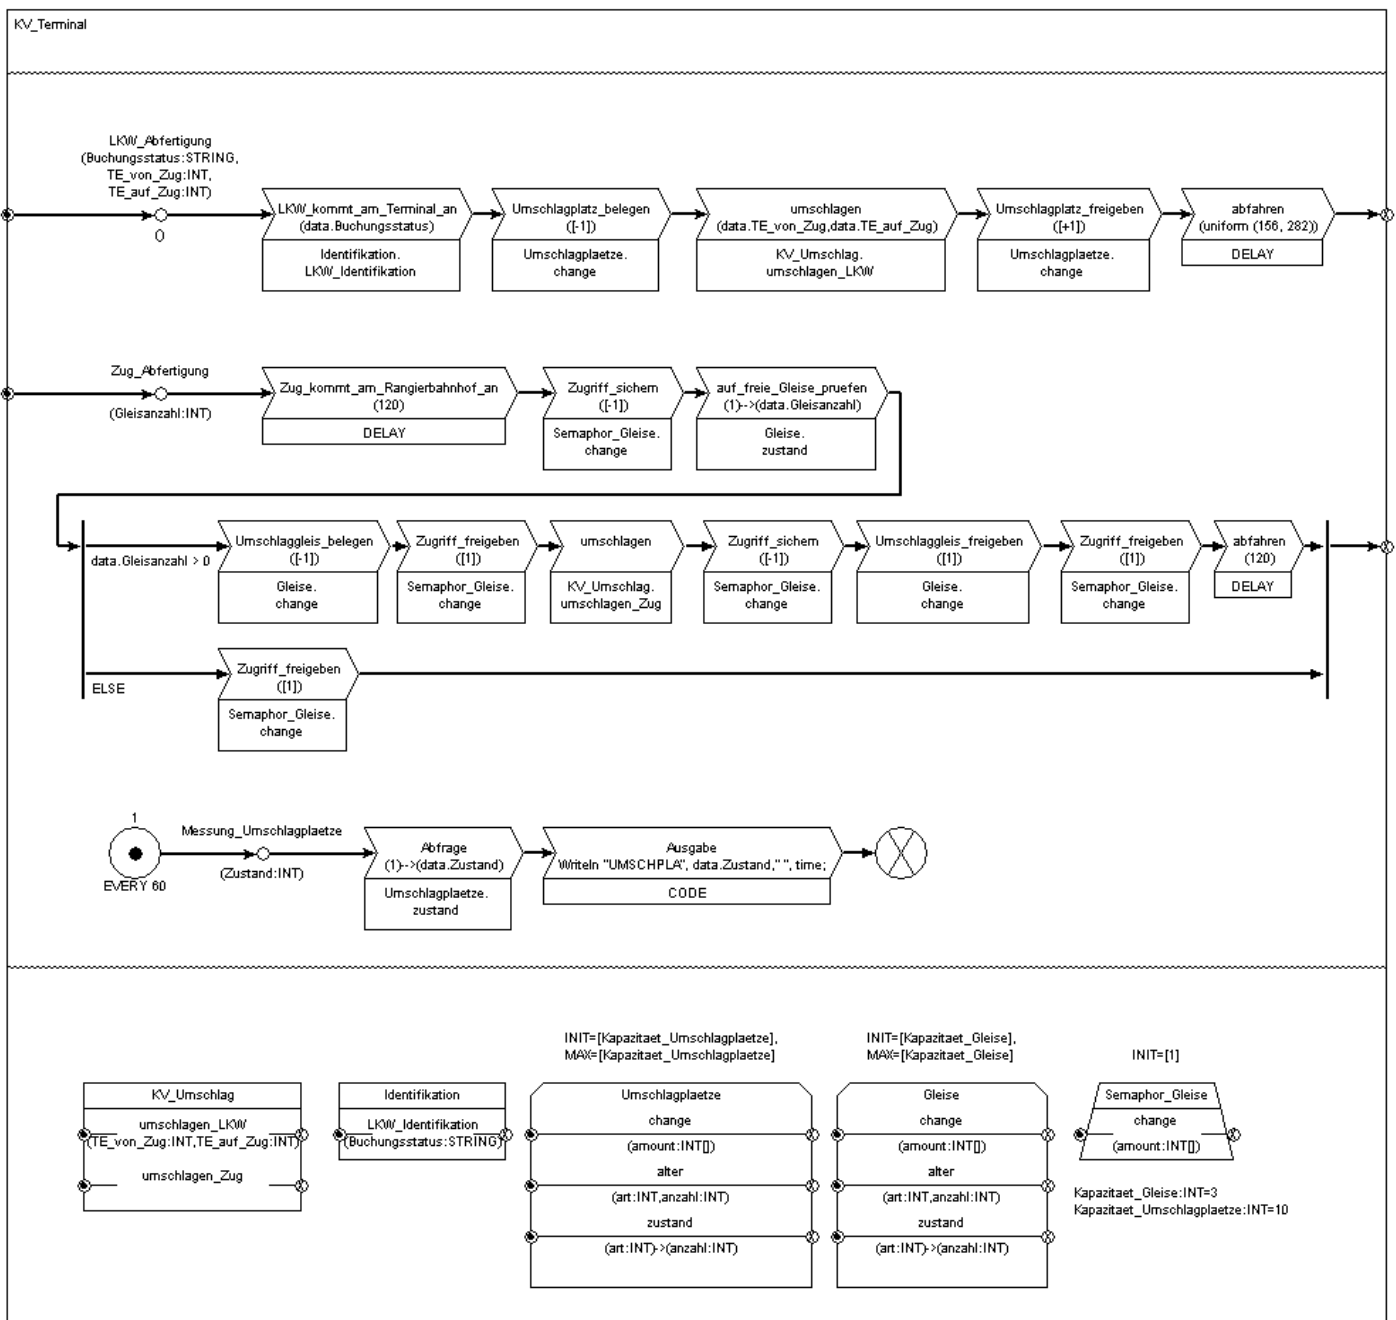 KV_Terminal
LKW_Abfertigung
(Buchungsstatus:STRING,
TE_von_Zug:INT,
TE_auf_Zug:INT)
()
LKW_kommt_am_Terminal_an
(data.Buchungsstatus)
Identifikation.
LKW_Identifikation
Umschlagplatz_belegen
([-1])
Umschlagplaetze.
change
umschlagen
(data.TE_von_Zug,data.TE_auf_Zug)
KV_Umschlag.
umschlagen_LKW
Umschlagplatz_freigeben
([+1])
Umschlagplaetze.
change
abfahren
(uniform (156, 282))
DELAY
Zug_Abfertigung
(Gleisanzahl:INT)
Zug_kommt_am_Rangierbahnhof_an
(120)
DELAY
Zugriff_sichern
([-1])
Semaphor_Gleise.
change
auf_freie_Gleise_pruefen
(1)-->(data.Gleisanzahl)
Gleise.
zustand
data.Gleisanzahl > 0
Umschlaggleis_belegen
([-1])
Gleise.
change
Zugriff_freigeben
([1])
Semaphor_Gleise.
change
umschlagen
KV_Umschlag.
umschlagen_Zug
Zugriff_sichern
([-1])
Semaphor_Gleise.
change
Umschlaggleis_freigeben
([1])
Gleise.
change
Zugriff_freigeben
([1])
Semaphor_Gleise.
change
abfahren
(120)
DELAY
ELSE
Zugriff_freigeben
([1])
Semaphor_Gleise.
change
1
EVERY 60
Messung_Umschlagplaetze
(Zustand:INT)
Abfrage
(1)-->(data.Zustand)
Umschlagplaetze.
zustand
Ausgabe
Writeln "UMSCHPLA", data.Zustand," ", time;
CODE
KV_Umschlag
umschlagen_LKW
(TE_von_Zug:INT,TE_auf_Zug:INT)
umschlagen_Zug
Identifikation
LKW_Identifikation
(Buchungsstatus:STRING)
INIT=[Kapazitaet_Umschlagplaetze],
MAX=[Kapazitaet_Umschlagplaetze]
Umschlagplaetze
change
(amount:INT[])
alter
(art:INT,anzahl:INT)
zustand
(art:INT)->(anzahl:INT)
INIT=[Kapazitaet_Gleise],
MAX=[Kapazitaet_Gleise]
Gleise
change
(amount:INT[])
alter
(art:INT,anzahl:INT)
zustand
(art:INT)->(anzahl:INT)
INIT=[1]
Semaphor_Gleise
change
(amount:INT[])
Kapazitaet_Gleise:INT=3
Kapazitaet_Umschlagplaetze:INT=10